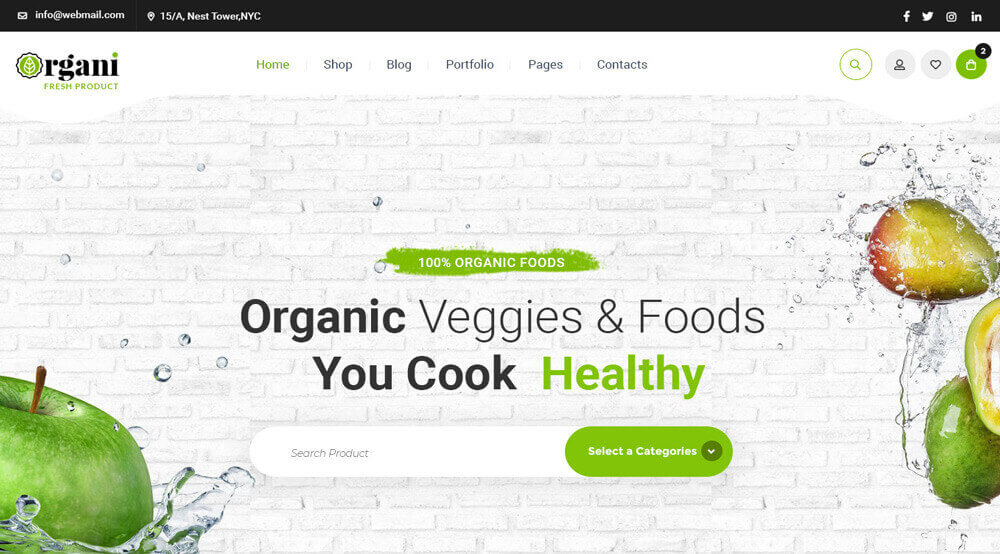 info@webmail.com
15/A, Nest Tower,NYC
Organi
FRESH PRODUCT
Home
Shop
Blog
Portfolio
Pages
Contacts
2
100% ORGANIC FOODS
Organic Veggies & Foods
You Cook Healthy
Search Product
Select a Categories